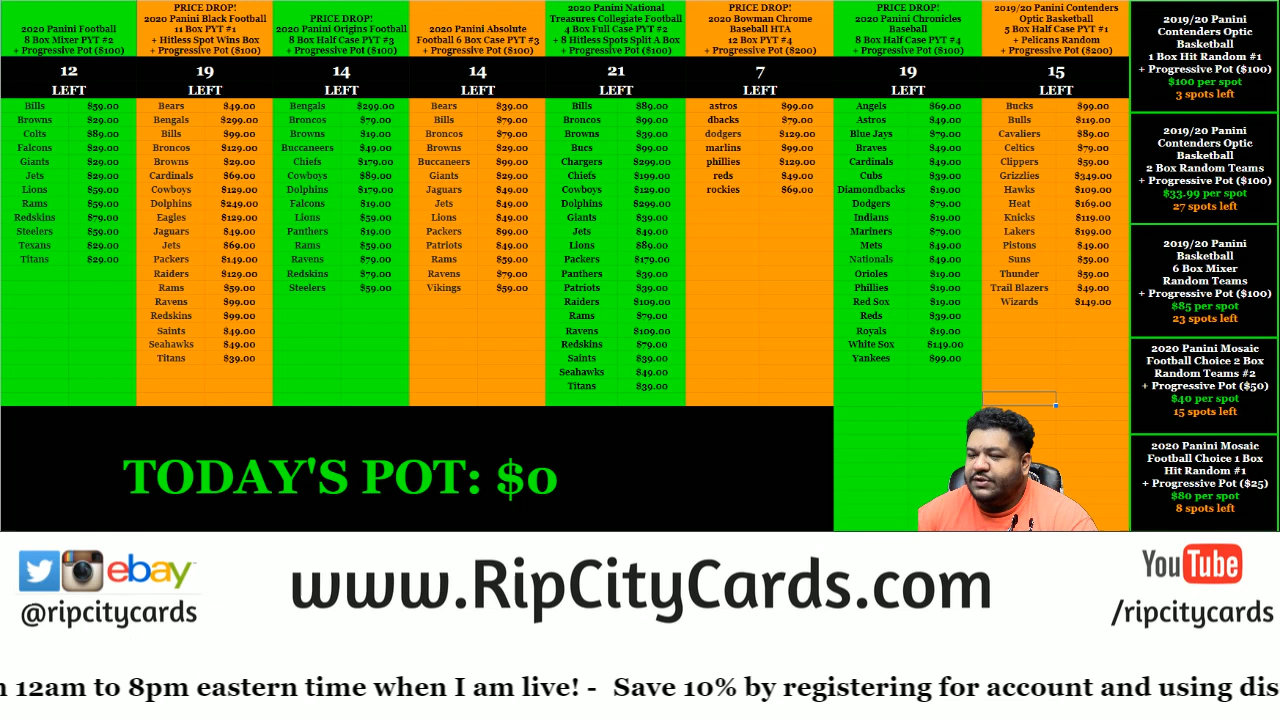 2020 Panini Football
8 Box Mixer PYT #2
+ Progressive Pot ($100)
12
LEFT
Bills $59.00
Browns $29.00
Colts $89.00
Falcons $29.00
Giants $29.00
Jets $29.00
Lions $59.00
Rams $59.00
Redskins $79.00
Steelers $59.00
Texans $29.00
Titans $29.00
PRICE DROP!
2020 Panini Black Football
11 Box PYT #1
+ Hitless Spot Wins Box
+ Progressive Pot ($100)
19
LEFT
Bears $49.00
Bengals $299.00
Bills $99.00
Broncos $129.00
Browns $29.00
Cardinals $69.00
Cowboys $129.00
Dolphins $249.00
Eagles $129.00
Jaguars $49.00
Jets $69.00
Packers $149.00
Raiders $129.00
Rams $59.00
Ravens $99.00
Redskins $99.00
Saints $49.00
Seahawks $49.00
Titans $39.00
PRICE DROP!
2020 Panini Origins Football
8 Box Half Case PYT #3
+ Progressive Pot ($100)
14
LEFT
Bengals $299.00
Broncos $79.00
Browns $19.00
Buccaneers $49.00
Chiefs $179.00
Cowboys $89.00
Dolphins $179.00
Falcons $19.00
Lions $59.00
Panthers $19.00
Rams $59.00
Ravens $79.00
Redskins $79.00
Steelers $59.00
2020 Panini Absolute
Football 6 Box Case PYT #3
+ Progressive Pot ($100)
14
LEFT
Bears $39.00
Bills $79.00
Broncos $79.00
Browns $29.00
Buccaneers $99.00
Giants $29.00
Jaguars $49.00
Jets $49.00
Lions $49.00
Packers $99.00
Patriots $49.00
Rams $59.00
Ravens $79.00
Vikings $59.00
2020 Panini National
Treasures Collegiate Football
4 Box Full Case PYT #2
+ 8 Hitless Spots Split A Box
+ Progressive Pot ($100)
21
LEFT
Bills $89.00
Broncos $99.00
Browns $39.00
Bucs $99.00
Chargers $299.00
Chiefs $199.00
Cowboys $129.00
Dolphins $299.00
Giants $39.00
Jets $49.00
Lions $89.00
Packers $179.00
Panthers $39.00
Patriots $39.00
Raiders $109.00
Rams $79.00
Ravens $109.00
Redskins $79.00
Saints $39.00
Seahawks $49.00
Titans $39.00
PRICE DROP!
2020 Bowman Chrome
Baseball HTA
12 Box PYT #4
+ Progressive Pot ($200)
7
LEFT
astros $99.00
dbacks $79.00
dodgers $129.00
marlins $99.00
phillies $129.00
reds $49.00
rockies $69.00
PRICE DROP!
2020 Panini Chronicles
Baseball
8 Box Half Case PYT #4
+ Progressive Pot ($100)
19
LEFT
Angels $69.00
Astros $49.00
Blue Jays $79.00
Braves $49.00
Cardinals $49.00
Cubs $39.00
Diamondbacks $19.00
Dodgers $79.00
Indians $19.00
Mariners $79.00
Mets $49.00
Nationals $49.00
Orioles $19.00
Phillies $19.00
Red Sox $19.00
Reds $39.00
Royals $19.00
White Sox $149.00
Yankees $99.00
2019/20 Panini Contenders
Optic Basketball
5 Box Half Case PYT #1
+ Pelicans Random
+ Progressive Pot ($200)
15
LEFT
Bucks $99.00
Bulls $119.00
Cavaliers $89.00
Celtics $79.00
Clippers $59.00
Grizzlies $349.00
Hawks $109.00
Heat $169.00
Knicks $119.00
Lakers $199.00
Pistons $49.00
Suns $59.00
Thunder $59.00
Trail Blazers $49.00
Wizards $149.00
2019/20 Panini
Contenders Optic
Basketball
1 Box Hit Random #1
+ Progressive Pot ($100)
$100 per spot
3 spots left
2019/20 Panini
Contenders Optic
Basketball
2 Box Random Teams
+ Progressive Pot ($100)
$33.99 per spot
27 spots left
2019/20 Panini
Basketball
6 Box Mixer
Random Teams
+ Progressive Pot ($100)
$85 per spot
23 spots left
2020 Panini Mosaic
Football Choice 2 Box
Random Teams #2
+ Progressive Pot ($50)
$40 per spot
15 spots left
2020 Panini Mosaic
Football Choice 1 Box
Hit Random #1
+ Progressive Pot ($25)
$80 per spot
8 spots left
TODAY'S POT: $0
ebay
@ripcitycards
www.RipCityCards.com
YouTube
/ripcitycards
12am to 8pm eastern time when I am live! - Save 10% by registering for account and using dis